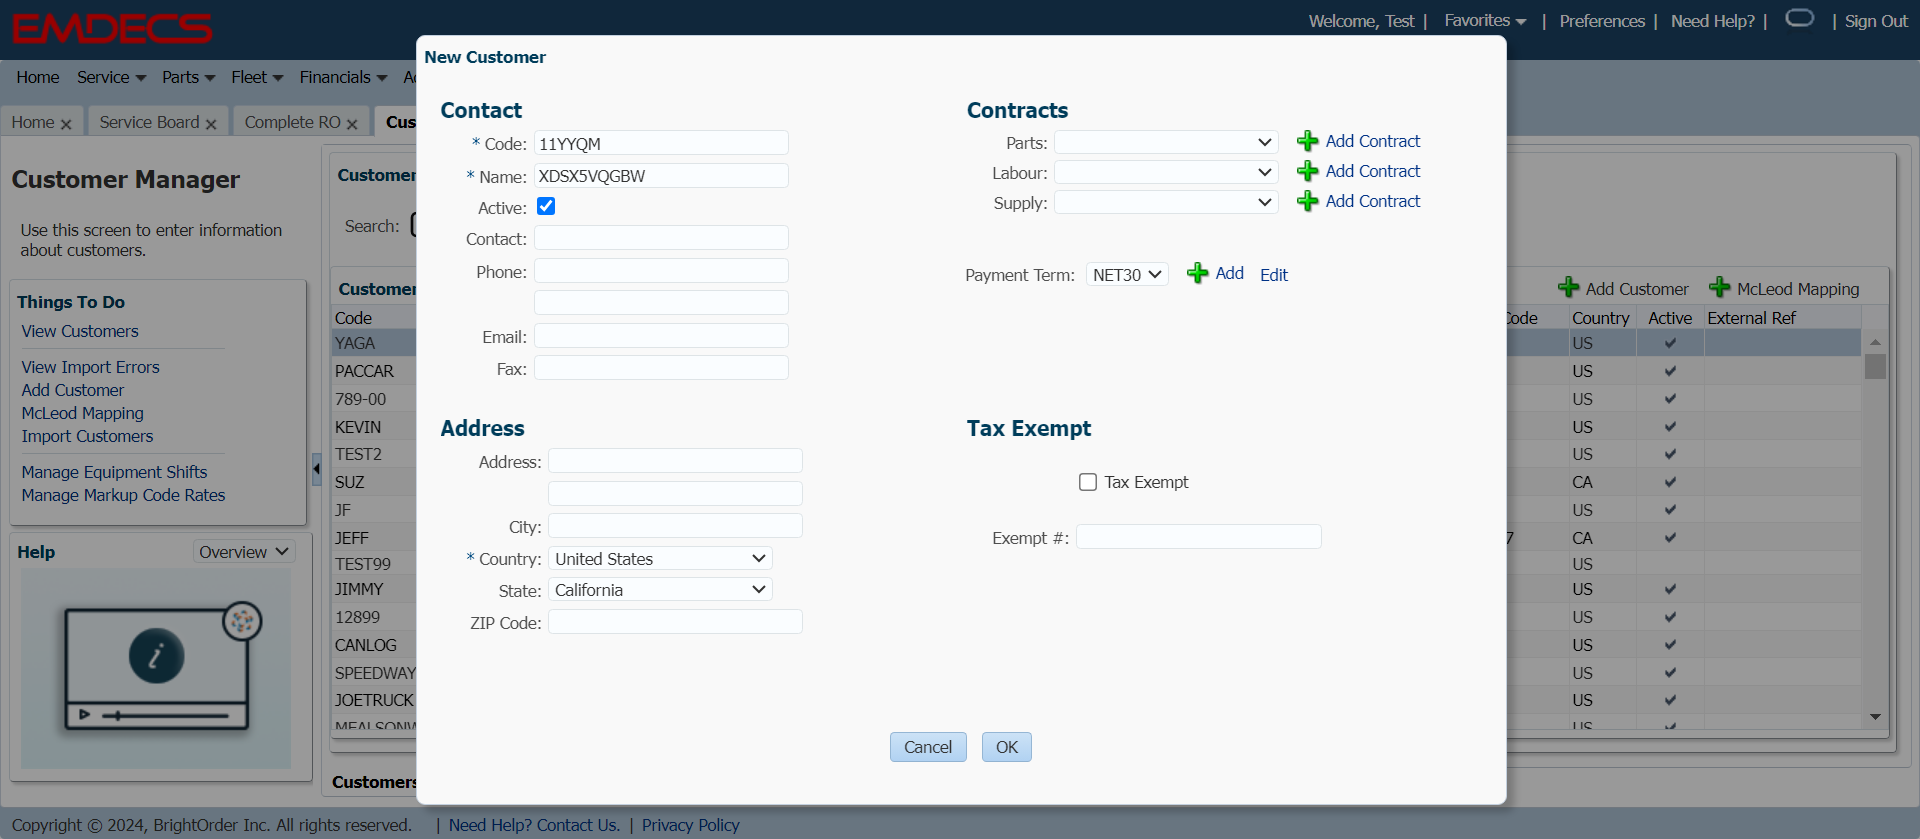 EMDECS
Welcome, Test | Favorites | Preferences | Need Help? | | Sign Out
Home Service Parts Fleet Financials
Home Service Board Complete RO
Customer Manager
Use this screen to enter information
about customers.
Things To Do
View Customers
View Import Errors
Add Customer
McLeod Mapping
Import Customers
Manage Equipment Shifts
Manage Markup Code Rates
Help Overview
i
Search:
Code
YAGA
PACCAR
789-00
KEVIN
TEST2
SUZ
JF
JEFF
TEST99
JIMMY
12899
CANLOG
SPEEDWAY
JOETRUCK
Customers
New Customer
Contact
* Code: 11YYQM
* Name: XDSX5VQGBW
Active:
Contact:
Phone:
Email:
Fax:
Address
Address:
City:
* Country: United States
State: California
ZIP Code:
Contracts
Parts: Add Contract
Labour: Add Contract
Supply: Add Contract
Payment Term: NET30 Add Edit
Tax Exempt
Tax Exempt
Exempt #:
Cancel OK
Add Customer McLeod Mapping
Code Country Active External Ref
US
US
US
US
US
CA
US
7 CA
US
US
US
US
US
US
US
Copyright © 2024, BrightOrder Inc. All rights reserved. | Need Help? Contact Us. | Privacy Policy